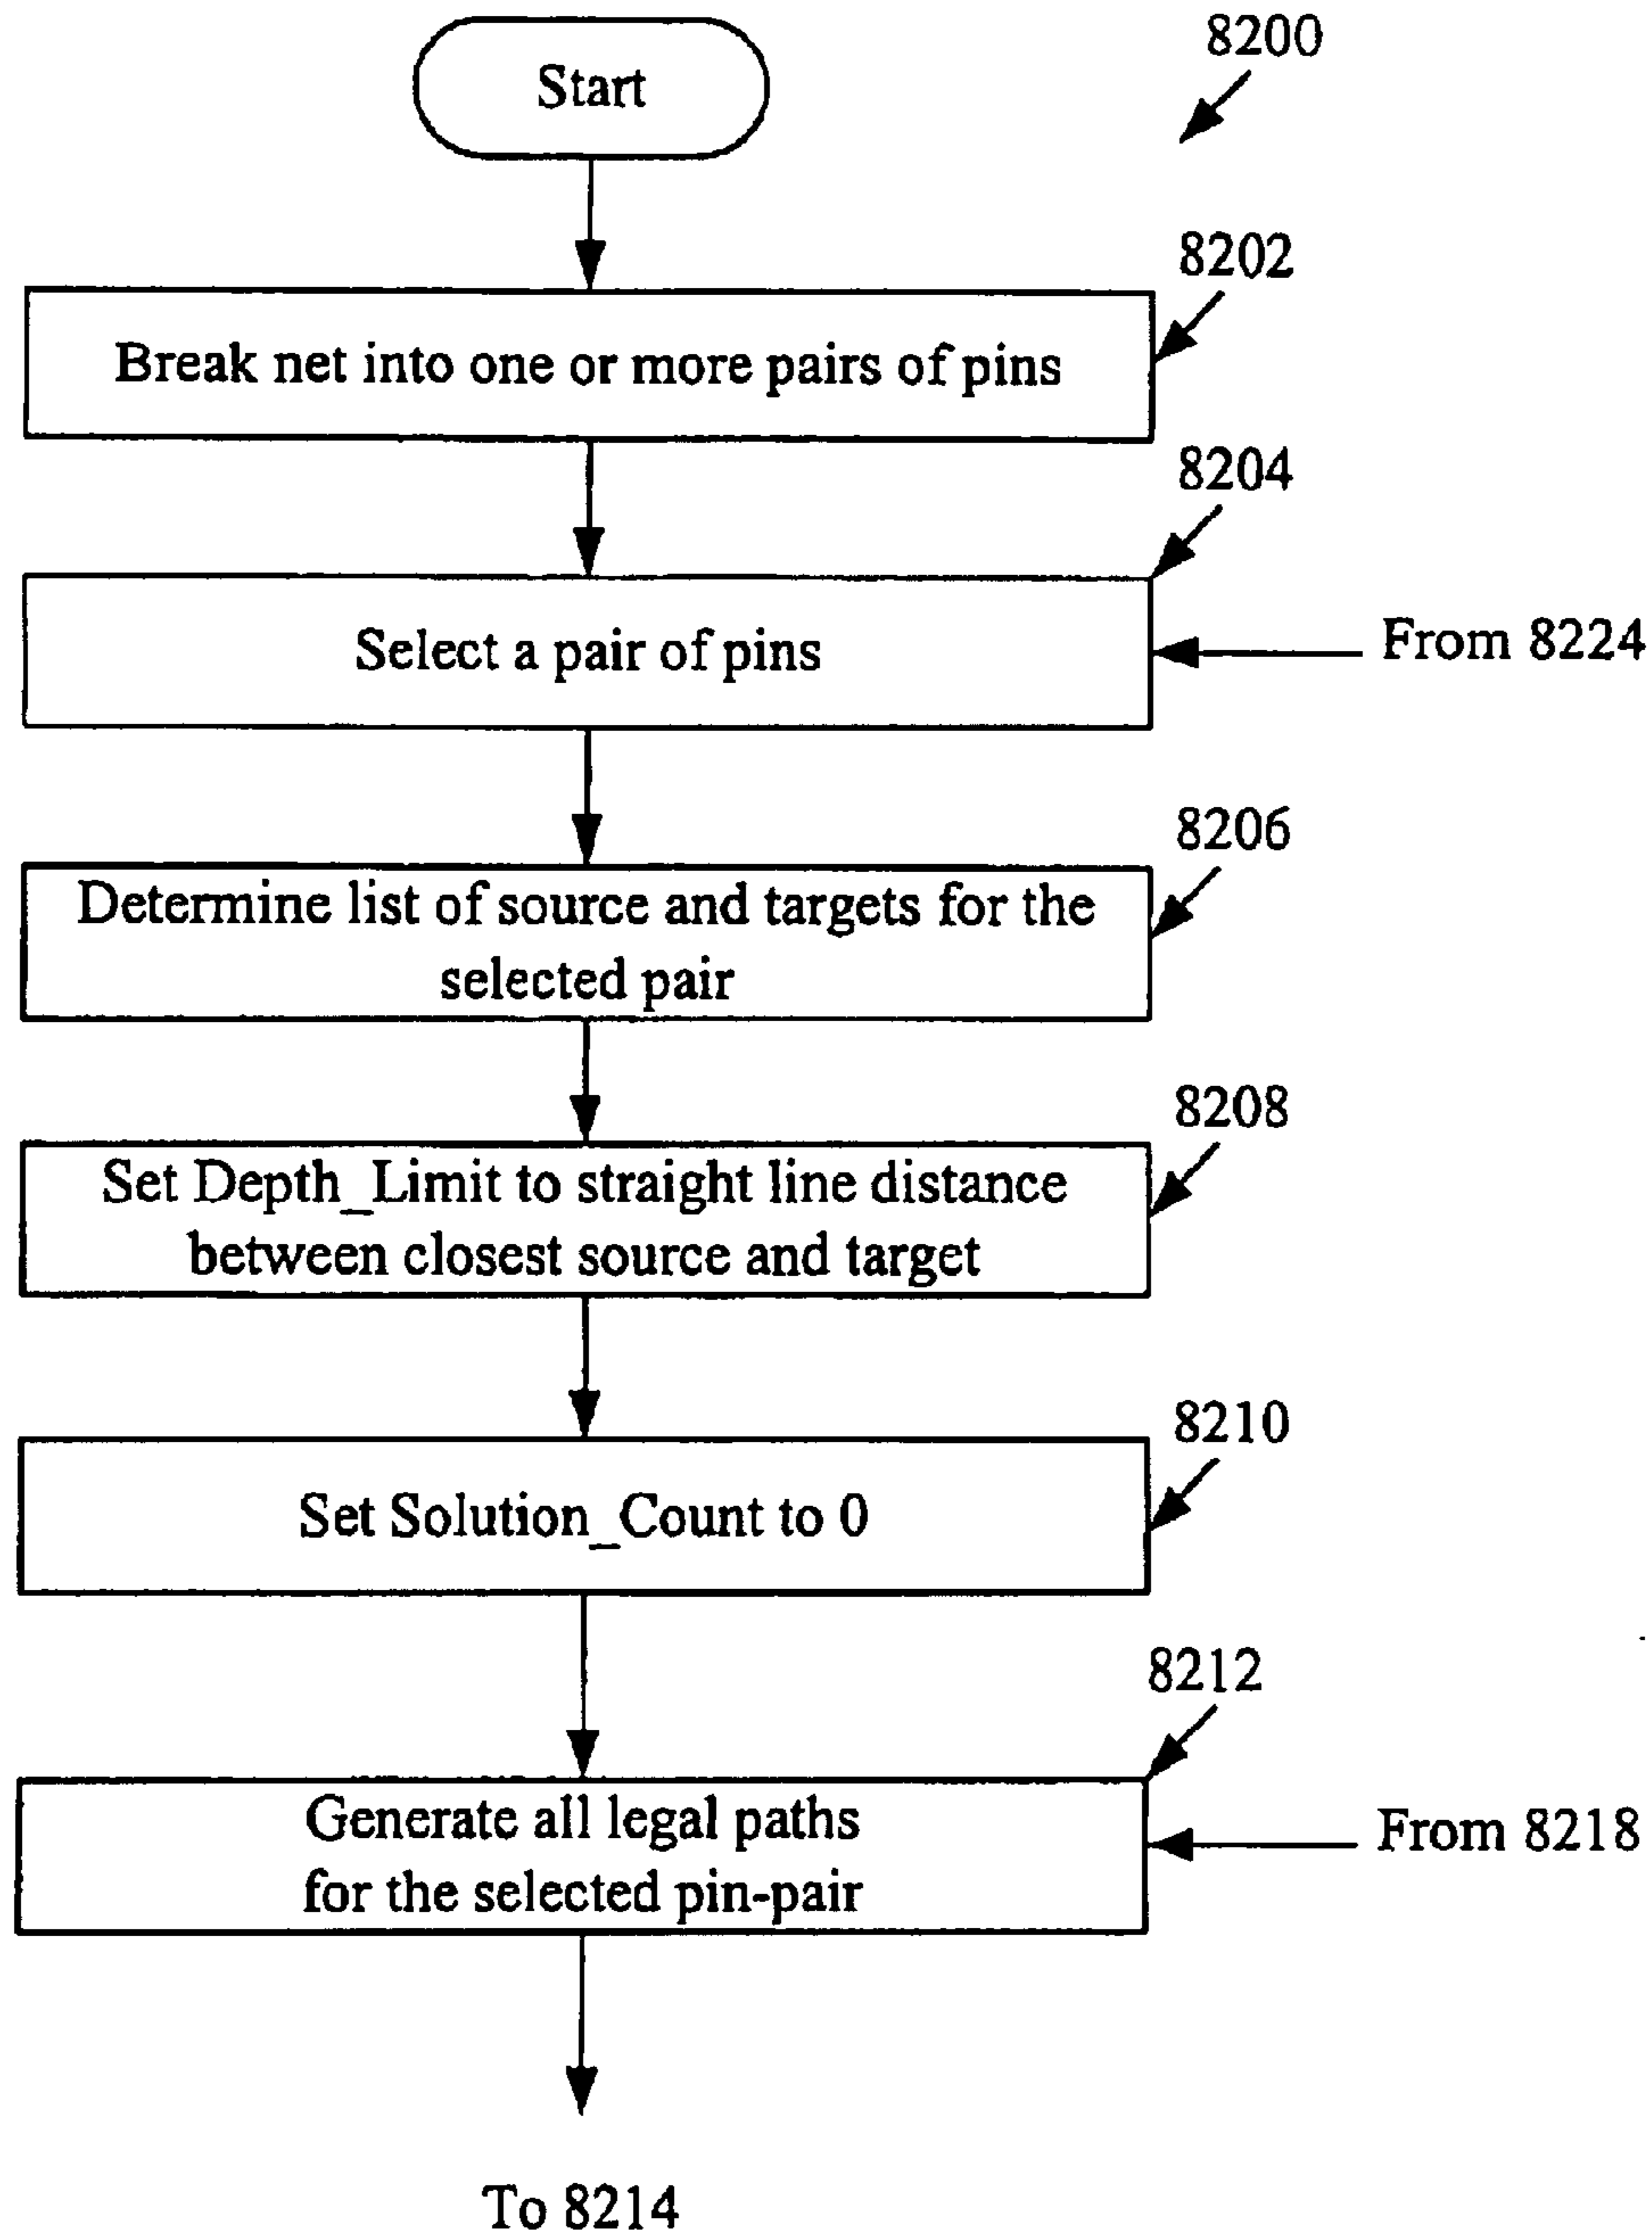 Start
8200
8202
Break net into one or more pairs of pins
8204
Select a pair of pins
From 8224
8206
Determine list of source and targets for the
selected pair
8208
Set Depth_Limit to straight line distance
between closest source and target
8210
Set Solution_Count to 0
8212
Generate all legal paths
for the selected pin-pair
From 8218
To 8214